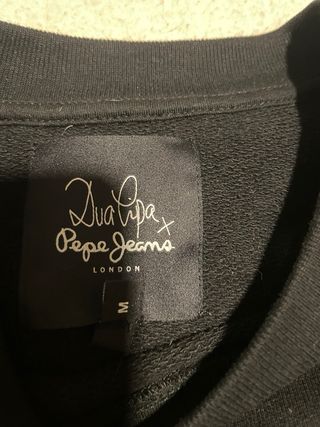 Dua Lipa x
Pepe Jeans
LONDON
M